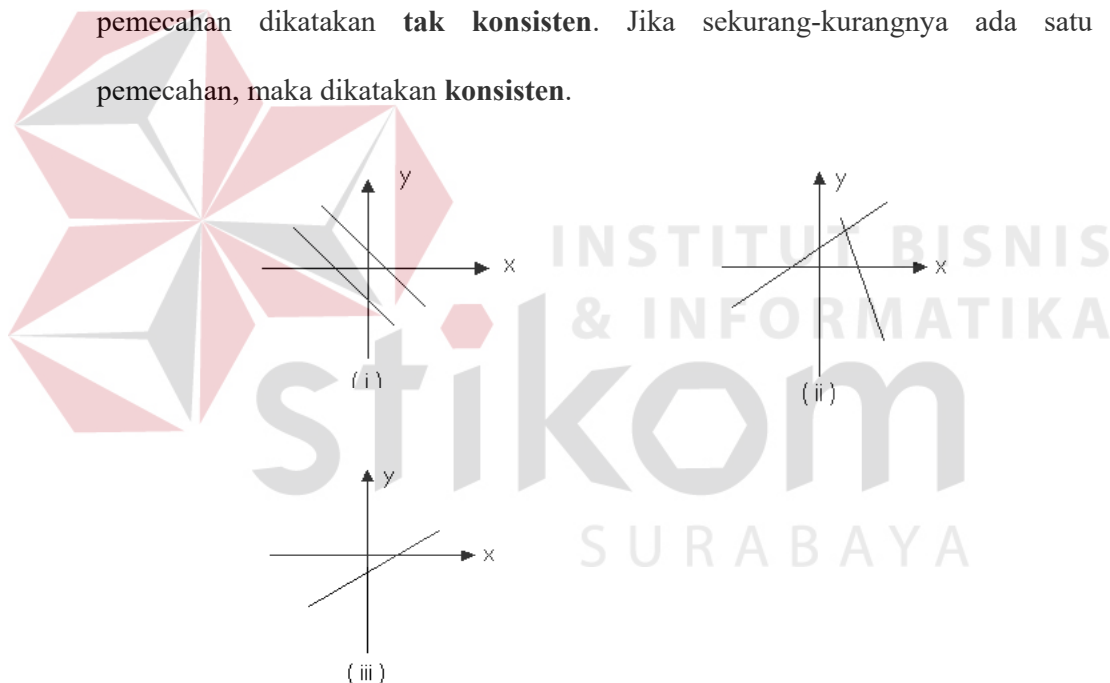 pemecahan dikatakan tak konsisten. Jika sekurang-kurangnya ada satu
pemecahan, maka dikatakan konsisten.
y
x
( i )
y
x
( ii )
y
x
( iii )
INSTITUT BISNIS
& INFORMATIKA
stikom
SURABAYA